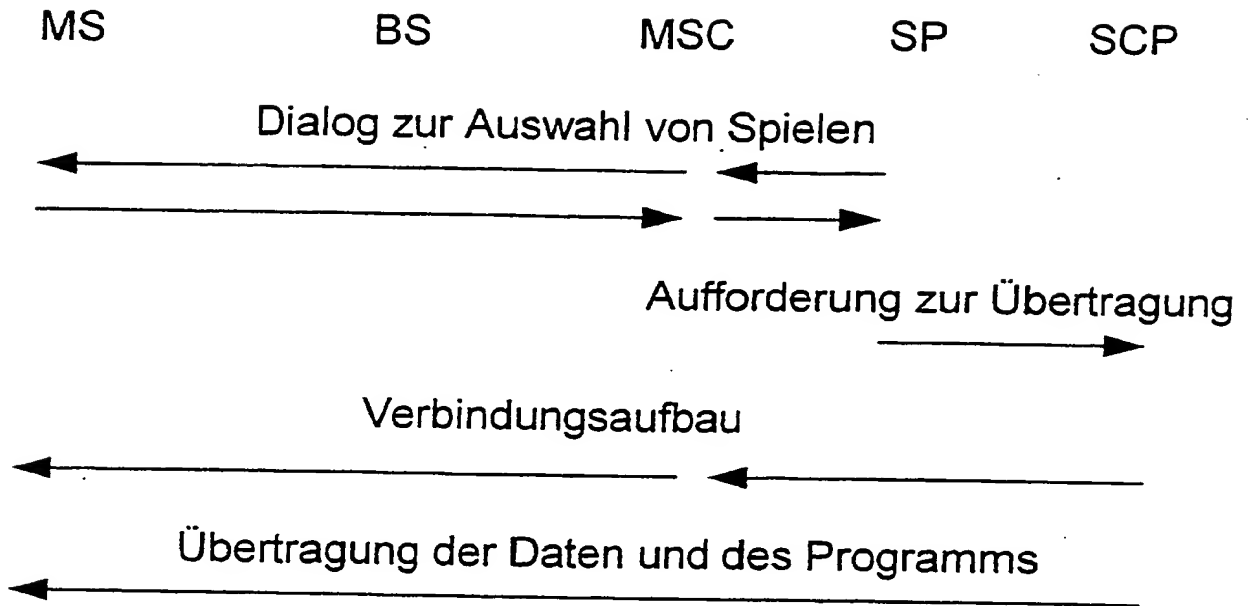 MS BS MSC SP SCP
Dialog zur Auswahl von Spielen
Aufforderung zur Übertragung
Verbindungsaufbau
Übertragung der Daten und des Programms